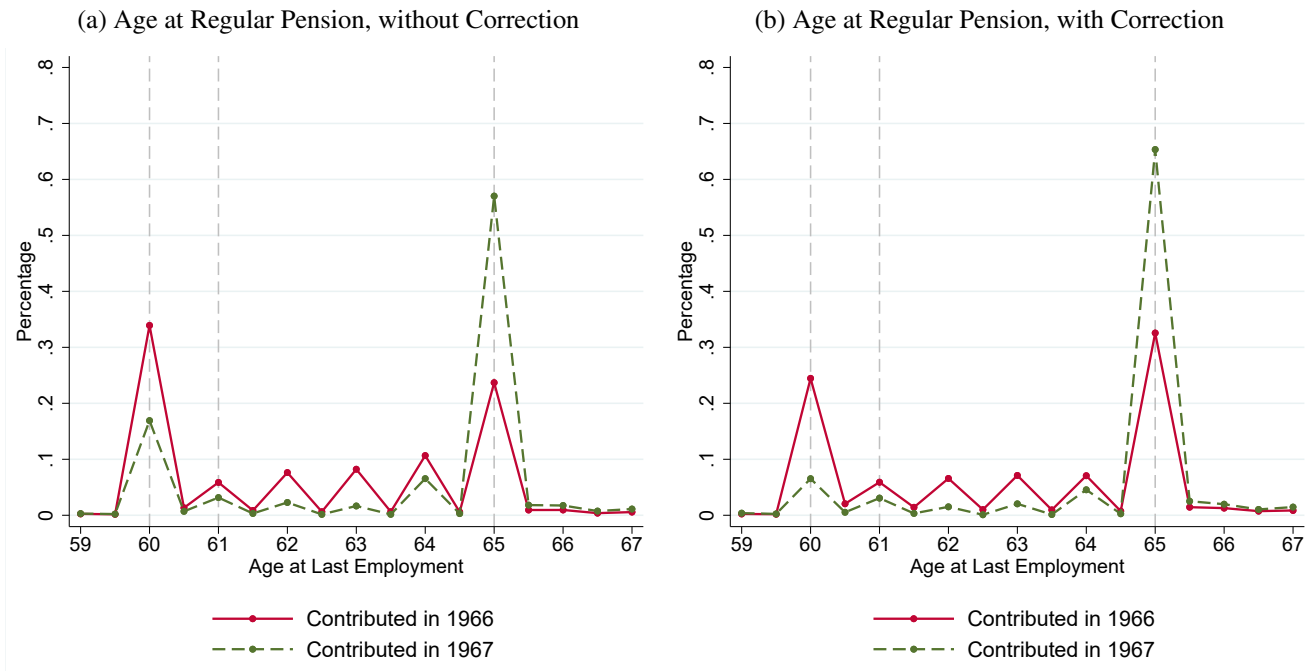 (a) Age at Regular Pension, without Correction
.8
.7
.6
.5
.4
.3
.2
.1
0
Percentage
59 60 61 62 63 64 65 66 67
Age at Last Employment
Contributed in 1966
Contributed in 1967
(b) Age at Regular Pension, with Correction
.8
.7
.6
.5
.4
.3
.2
.1
0
Percentage
59 60 61 62 63 64 65 66 67
Age at Last Employment
Contributed in 1966
Contributed in 1967